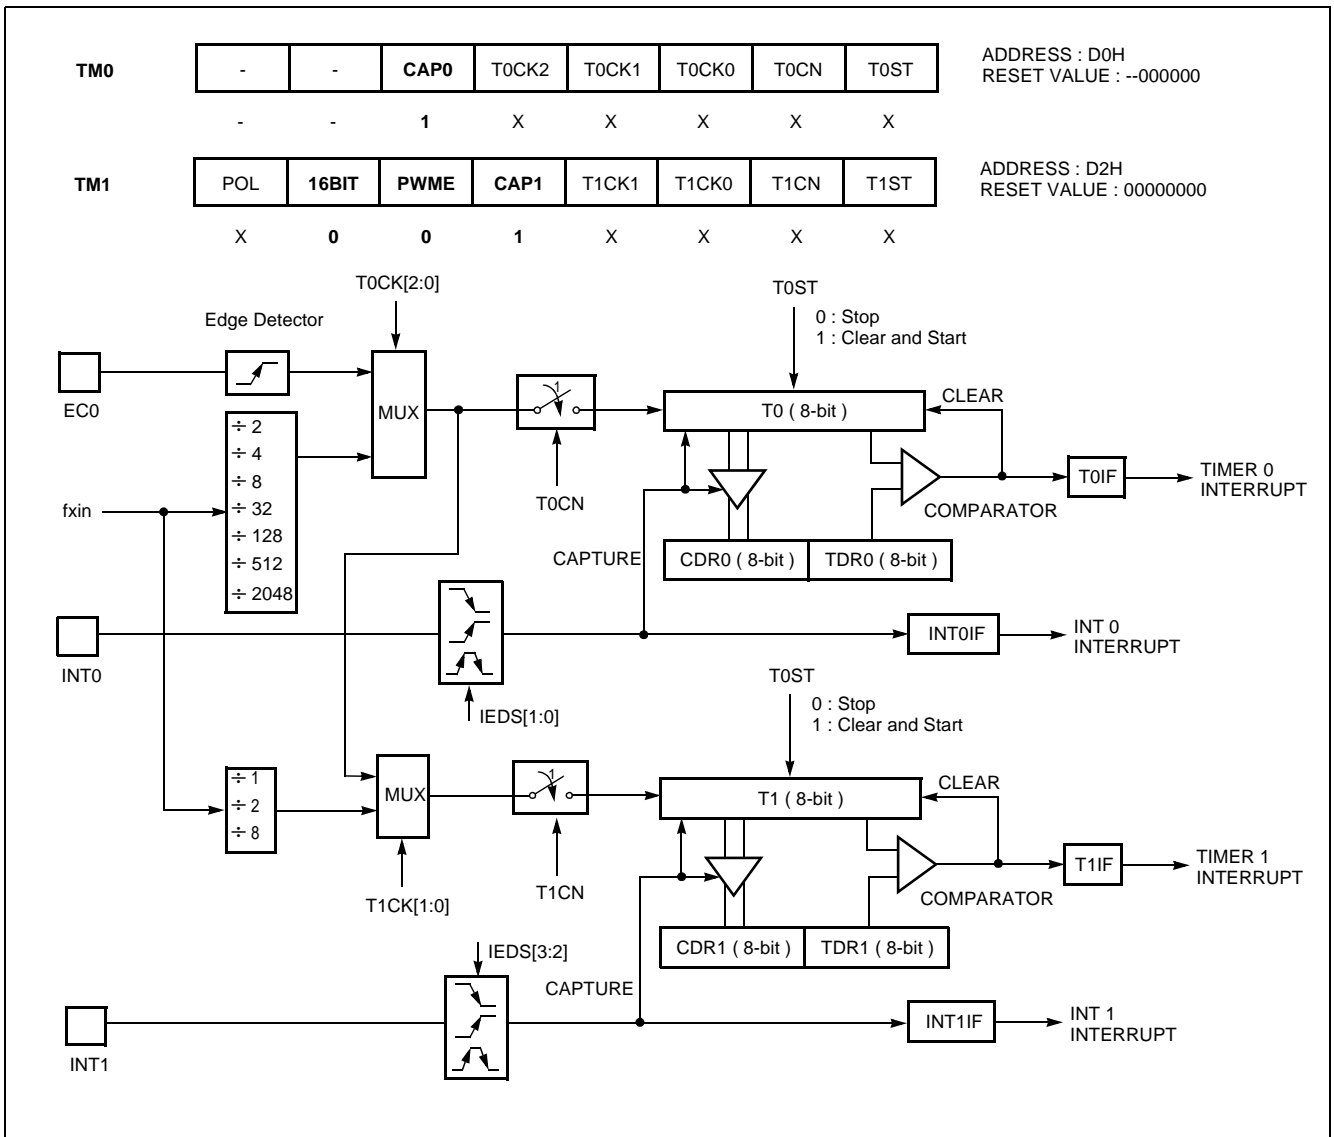 TM0 - - CAP0 T0CK2 T0CK1 T0CK0 T0CN T0ST
ADDRESS : D0H
RESET VALUE : --000000
- - 1 X X X X X
TM1 POL 16BIT PWME CAP1 T1CK1 T1CK0 T1CN T1ST
ADDRESS : D2H
RESET VALUE : 00000000
X 0 0 1 X X X X
T0CK[2:0]
T0ST
0 : Stop
1 : Clear and Start
Edge Detector
EC0
MUX
1
T0 ( 8-bit )
CLEAR
÷ 2
÷ 4
÷ 8
÷ 32
÷ 128
÷ 512
÷ 2048
fxin
T0CN
COMPARATOR
T0IF
TIMER 0
INTERRUPT
CAPTURE
CDR0 ( 8-bit )
TDR0 ( 8-bit )
INT0
INT0IF
INT 0
INTERRUPT
IEDS[1:0]
T0ST
0 : Stop
1 : Clear and Start
÷ 1
÷ 2
÷ 8
MUX
1
T1 ( 8-bit )
CLEAR
T1CK[1:0]
T1CN
COMPARATOR
T1IF
TIMER 1
INTERRUPT
CDR1 ( 8-bit )
TDR1 ( 8-bit )
IEDS[3:2]
CAPTURE
INT1
INT1IF
INT 1
INTERRUPT